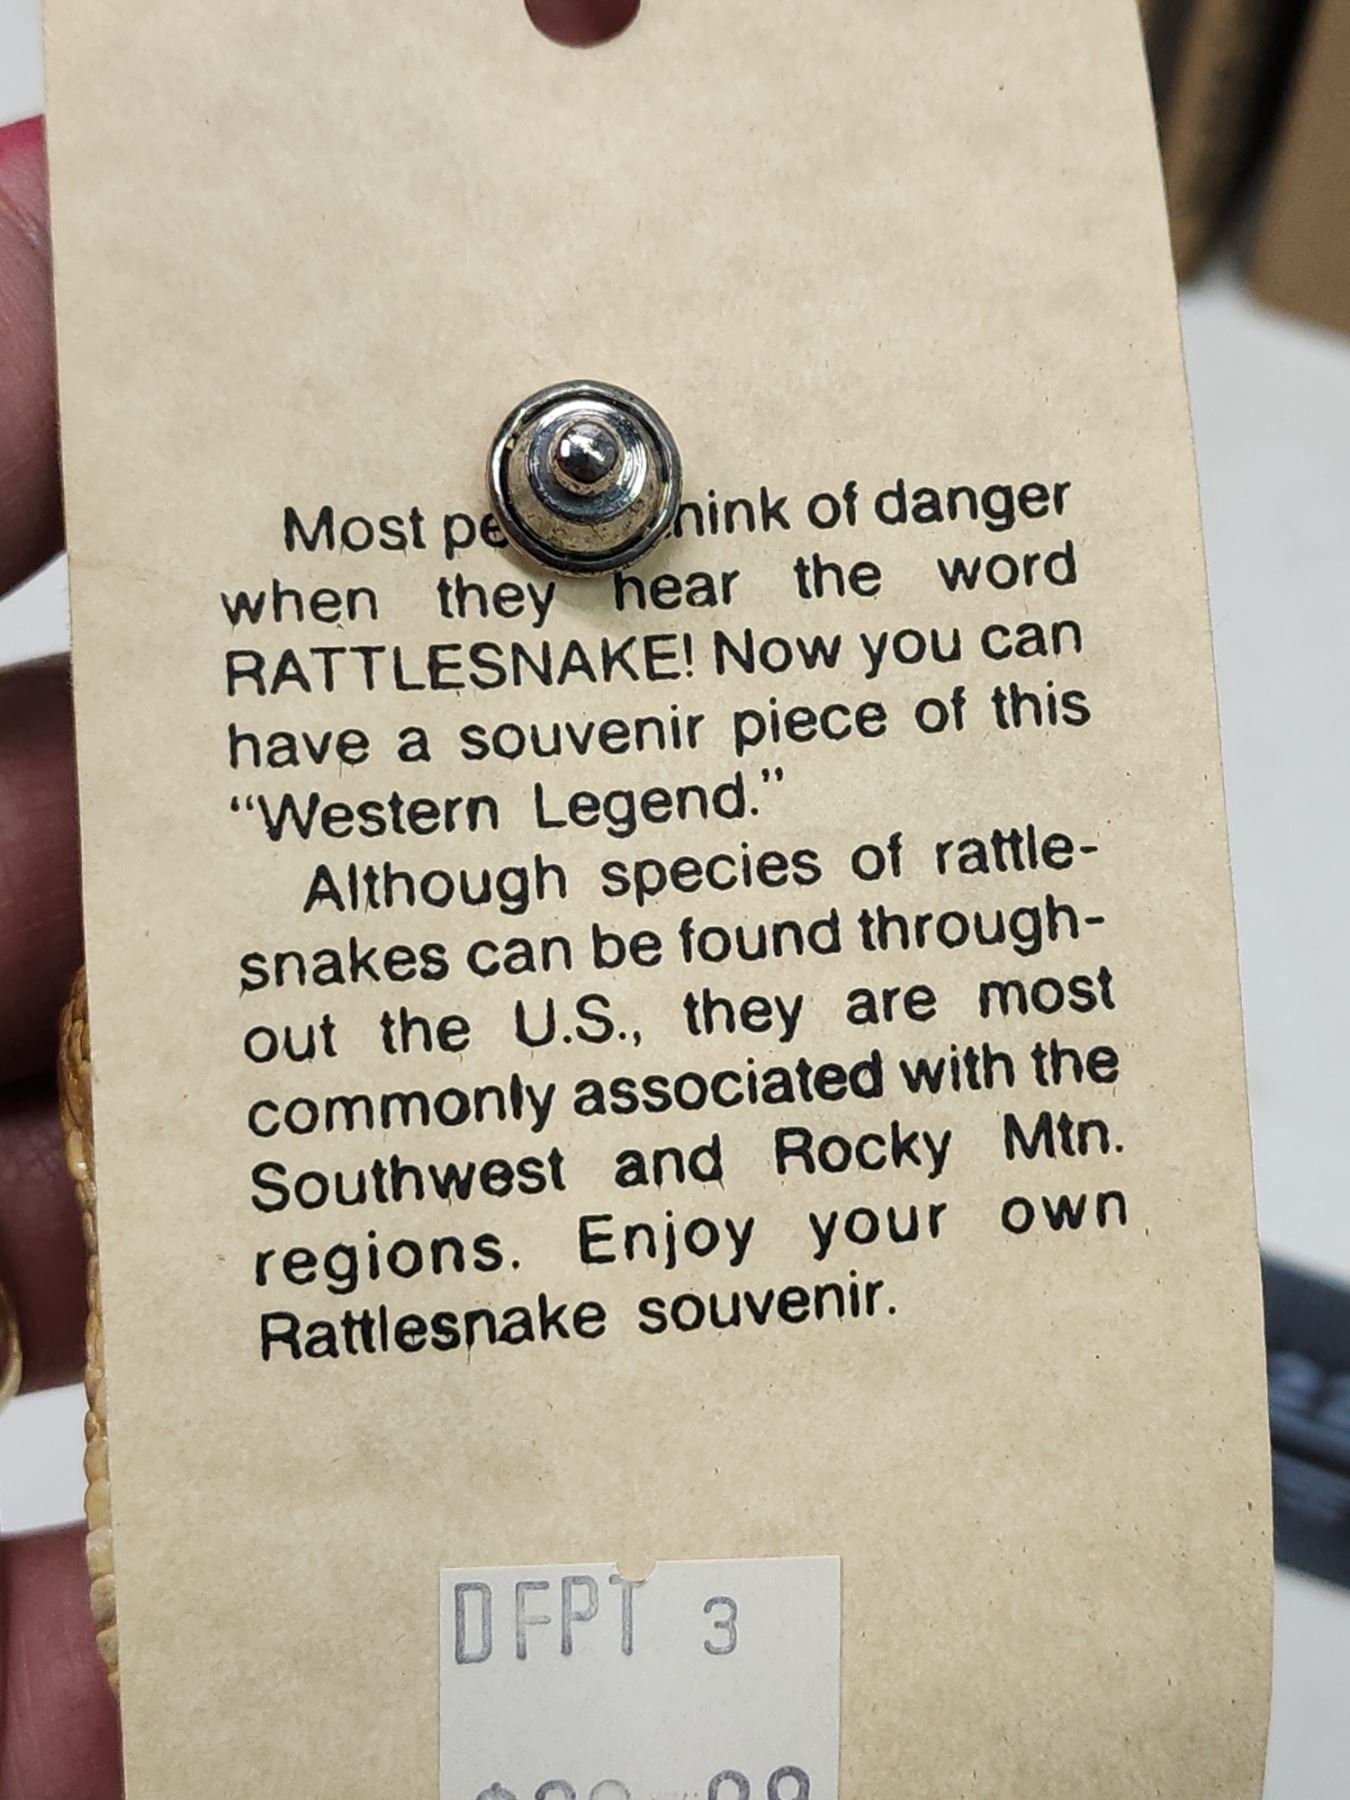 Most pe hink of danger
when they hear the word
RATTLESNAKE! Now you can
have a souvenir piece of this
“Western Legend.”
Although species of rattle-
snakes can be found through-
out the U.S., they are most
commonly associated with the
Southwest and Rocky Mtn.
regions. Enjoy your own
Rattlesnake souvenir.
DFPT 3